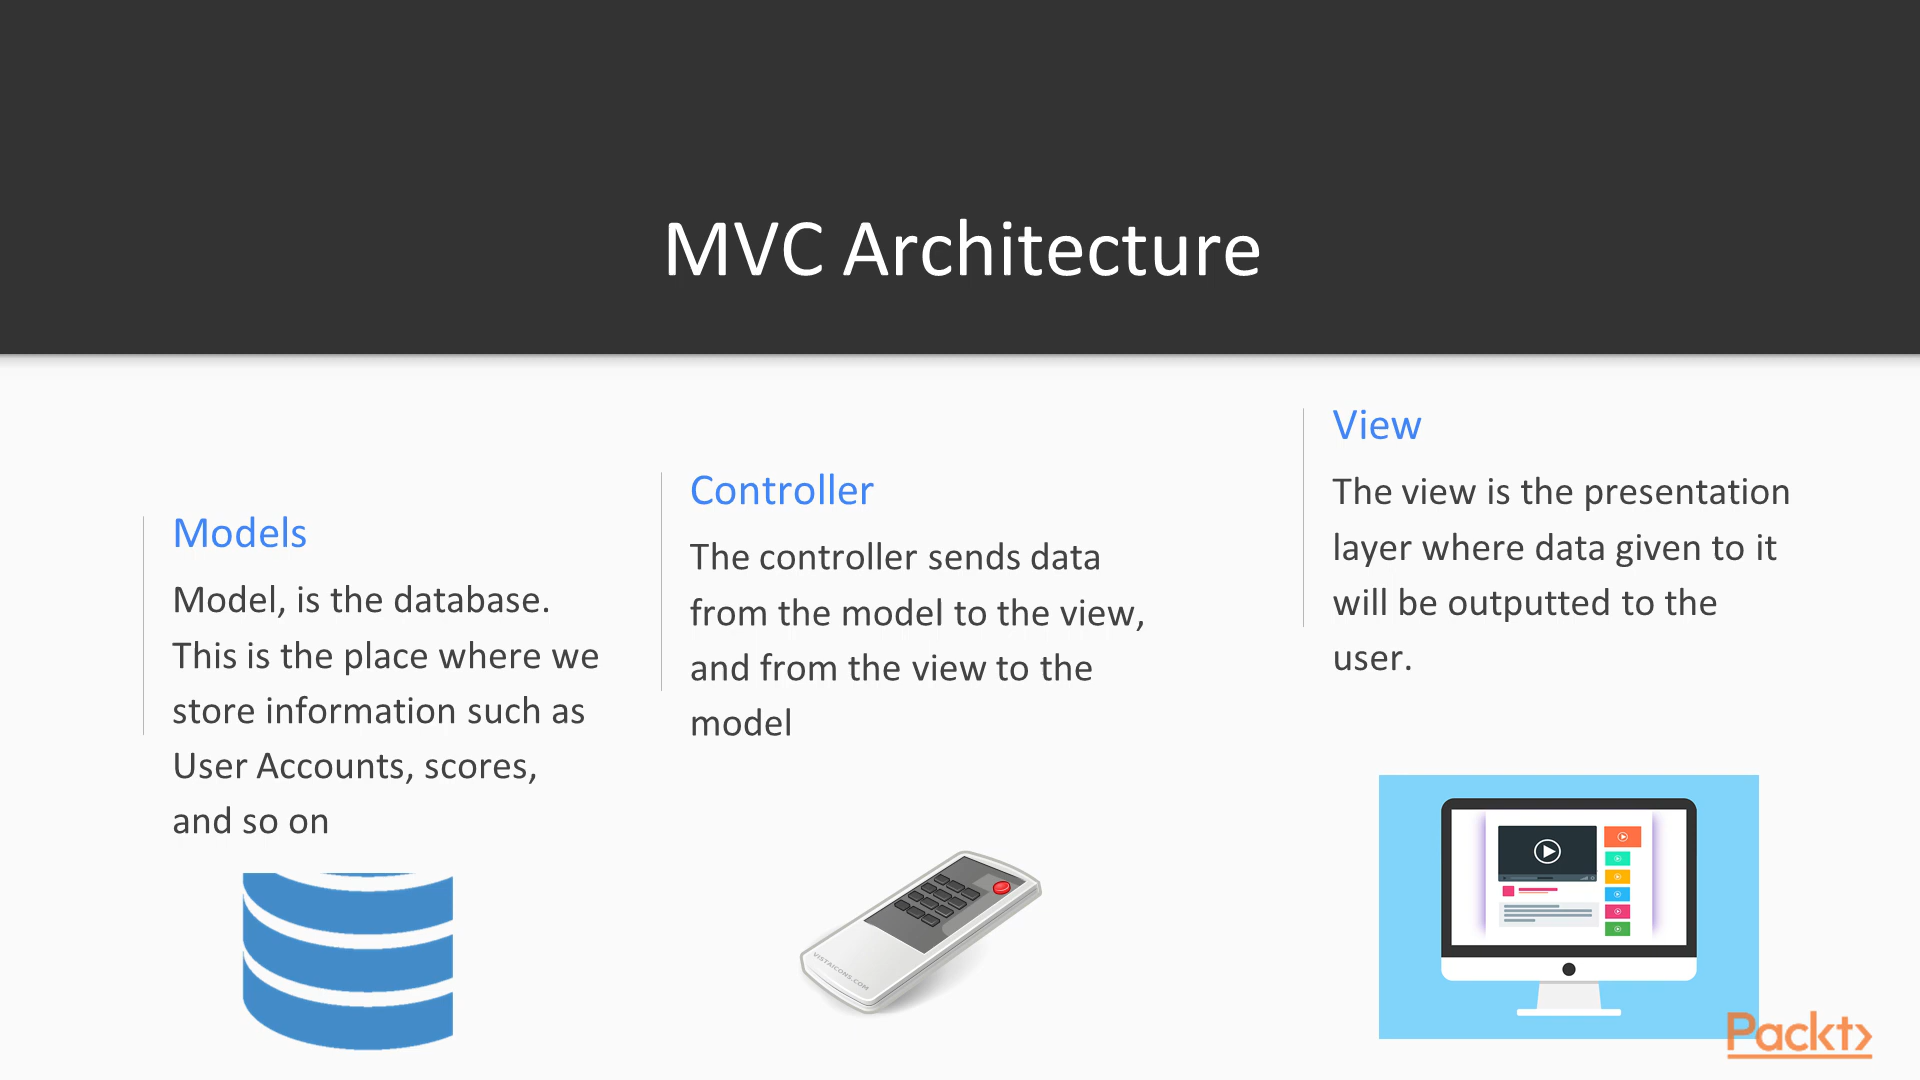 MVC Architecture
Models
Model, is the database.
This is the place where we
store information such as
User Accounts, scores,
and so on
Controller
The controller sends data
from the model to the view,
and from the view to the
model
VISTAICONS.COM
View
The view is the presentation
layer where data given to it
will be outputted to the
user.
Packt>